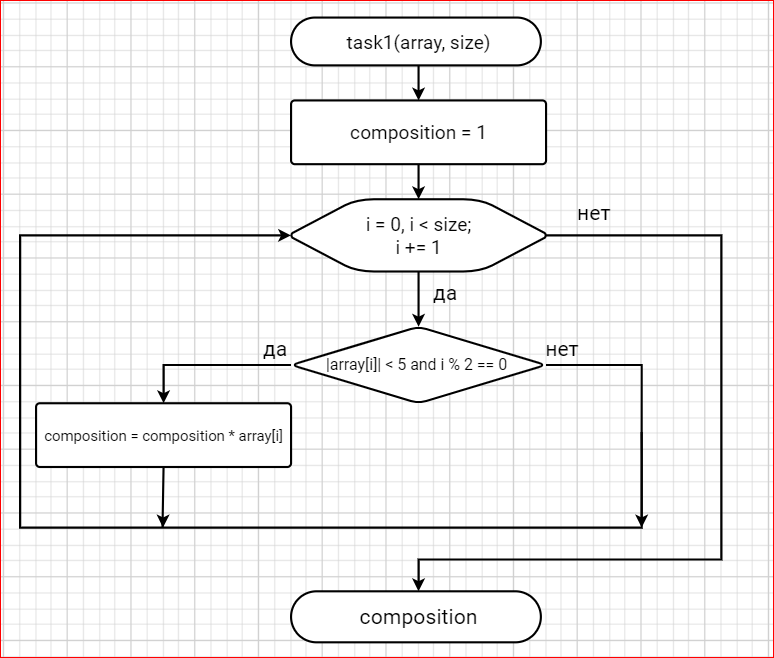 task1(array, size)
composition = 1
i = 0, i < size;
i += 1
нет
да
да
|array[i]| < 5 and i % 2 == 0
нет
composition = composition * array[i]
composition